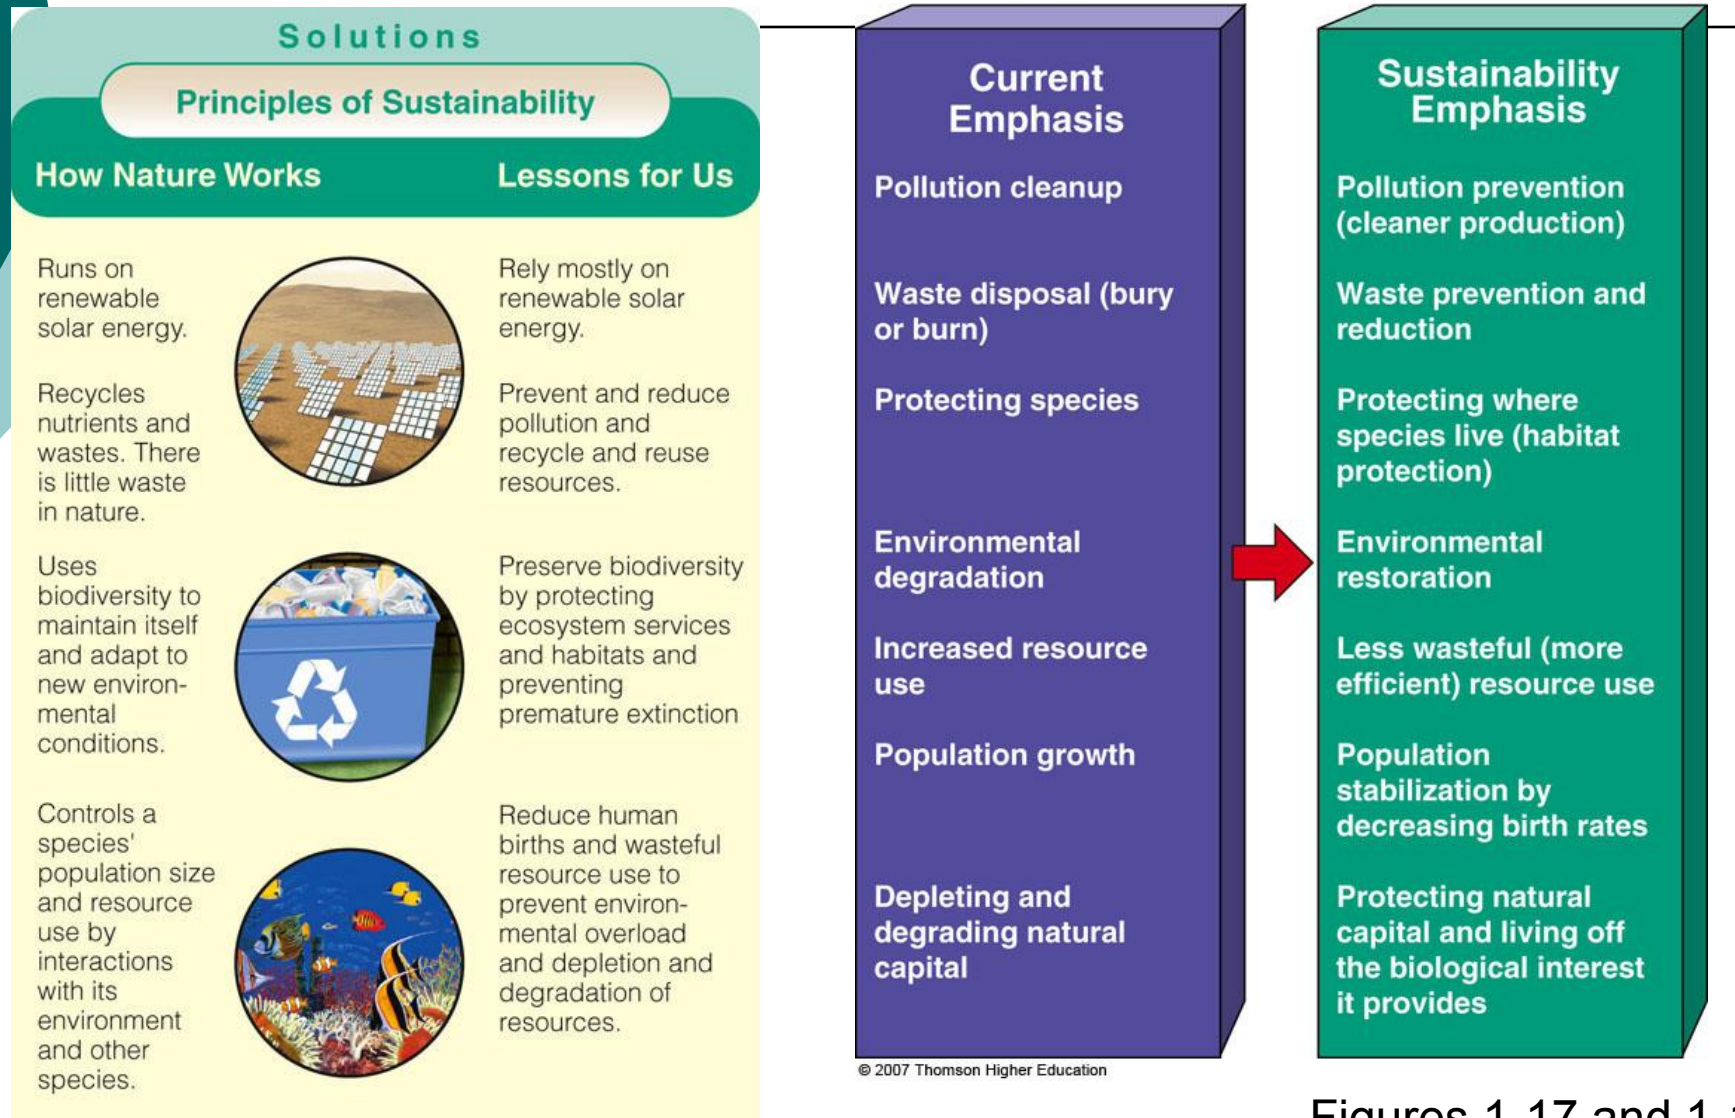 Solutions
Principles of Sustainability
How Nature Works
Lessons for Us
Runs on
renewable
solar energy.
Rely mostly on
renewable solar
energy.
Recycles
nutrients and
wastes. There
is little waste
in nature.
Prevent and reduce
pollution and
recycle and reuse
resources.
Uses
biodiversity to
maintain itself
and adapt to
new environ-
mental
conditions.
Preserve biodiversity
by protecting
ecosystem services
and habitats and
preventing
premature extinction
Controls a
species'
population size
and resource
use by
interactions
with its
environment
and other
species.
Reduce human
births and wasteful
resource use to
prevent environ-
mental overload
and depletion and
degradation of
resources.
Current
Emphasis
Pollution cleanup
Waste disposal (bury
or burn)
Protecting species
Environmental
degradation
Increased resource
use
Population growth
Depleting and
degrading natural
capital
Sustainability
Emphasis
Pollution prevention
(cleaner production)
Waste prevention and
reduction
Protecting where
species live (habitat
protection)
Environmental
restoration
Less wasteful (more
efficient) resource use
Population
stabilization by
decreasing birth rates
Protecting natural
capital and living off
the biological interest
it provides
© 2007 Thomson Higher Education
Figures 1-17 and 1